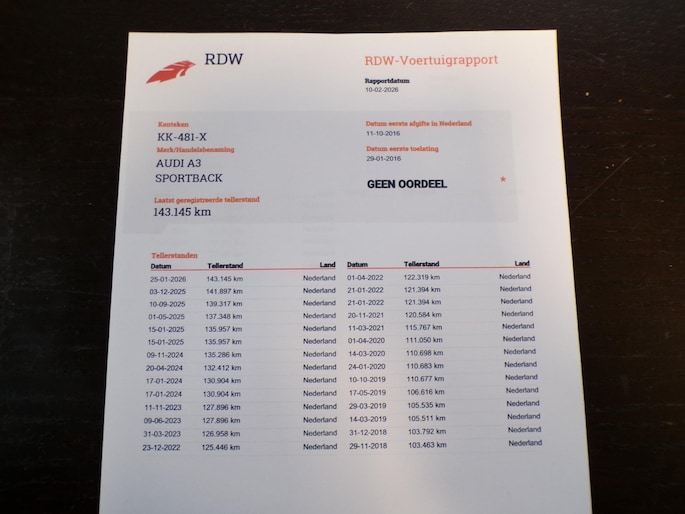 RDW
RDW-Voertuigrapport
Rapportdatum
10-02-2026
Kenteken
KK-481-X
Merk/Handelsbenaming
AUDI A3
SPORTBACK
Laatst geregistreerde tellerstand
143.145 km
Datum eerste afgifte in Nederland
11-10-2016
Datum eerste toelating
29-01-2016
GEEN OORDEEL *
Tellerstanden
Datum Tellerstand Land Datum Tellerstand Land
25-01-2026 143.145 km Nederland 01-04-2022 122.319 km Nederland
03-12-2025 141.897 km Nederland 21-01-2022 121.394 km Nederland
10-09-2025 139.317 km Nederland 21-01-2022 121.394 km Nederland
01-05-2025 137.348 km Nederland 20-11-2021 120.584 km Nederland
15-01-2025 135.957 km Nederland 11-03-2021 115.767 km Nederland
15-01-2025 135.957 km Nederland 01-04-2020 111.050 km Nederland
09-11-2024 135.286 km Nederland 14-03-2020 110.698 km Nederland
20-04-2024 132.412 km Nederland 24-01-2020 110.683 km Nederland
17-01-2024 130.904 km Nederland 10-10-2019 110.677 km Nederland
17-01-2024 130.904 km Nederland 17-05-2019 106.616 km Nederland
11-11-2023 127.896 km Nederland 29-03-2019 105.535 km Nederland
09-06-2023 127.896 km Nederland 14-03-2019 105.511 km Nederland
31-03-2023 126.958 km Nederland 31-12-2018 103.792 km Nederland
23-12-2022 125.446 km Nederland 29-11-2018 103.463 km Nederland